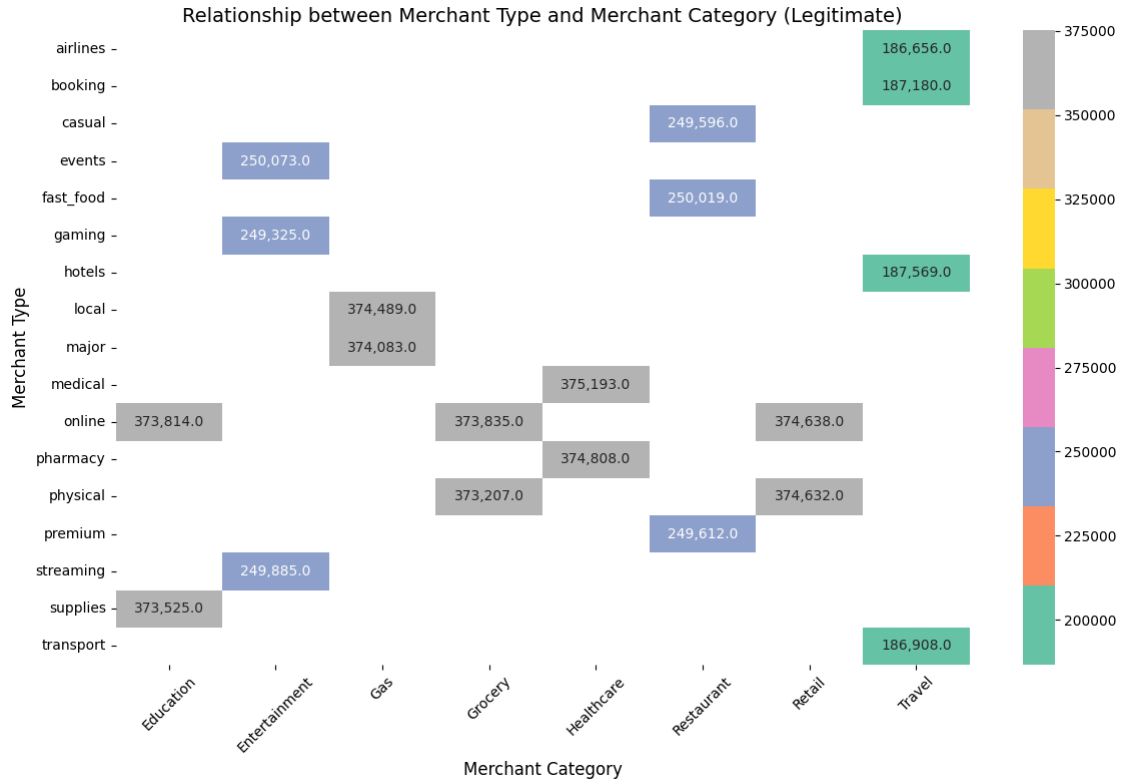 Relationship between Merchant Type and Merchant Category (Legitimate)
Merchant Type
airlines 186,656.0
booking 187,180.0
casual 249,596.0
events 250,073.0
fast_food 250,019.0
gaming 249,325.0
hotels 187,569.0
local 374,489.0
major 374,083.0
medical 375,193.0
online 373,814.0 373,835.0 374,638.0
pharmacy 374,808.0
physical 373,207.0 374,632.0
premium 249,612.0
streaming 249,885.0
supplies 373,525.0
transport 186,908.0
Education Entertainment Gas Grocery Healthcare Restaurant Retail Travel
Merchant Category
375000
350000
325000
300000
275000
250000
225000
200000